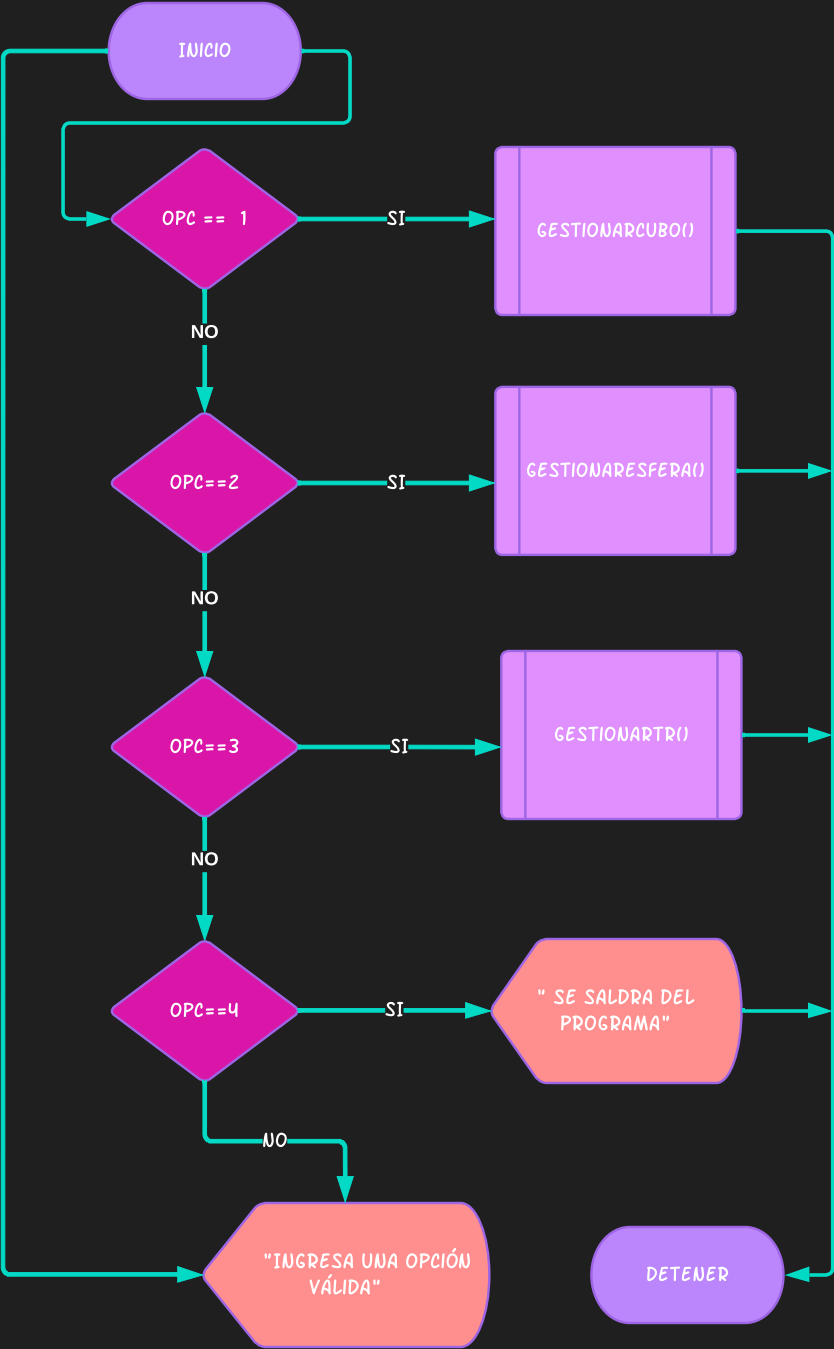 INICIO
OPC == 1
SI
GESTIONARCUBO()
NO
OPC==2
SI
GESTIONARESFERA()
NO
OPC==3
SI
GESTIONARTR()
NO
OPC==4
SI
" SE SALDRA DEL
PROGRAMA"
NO
"INGRESA UNA OPCIÓN
VÁLIDA"
DETENER